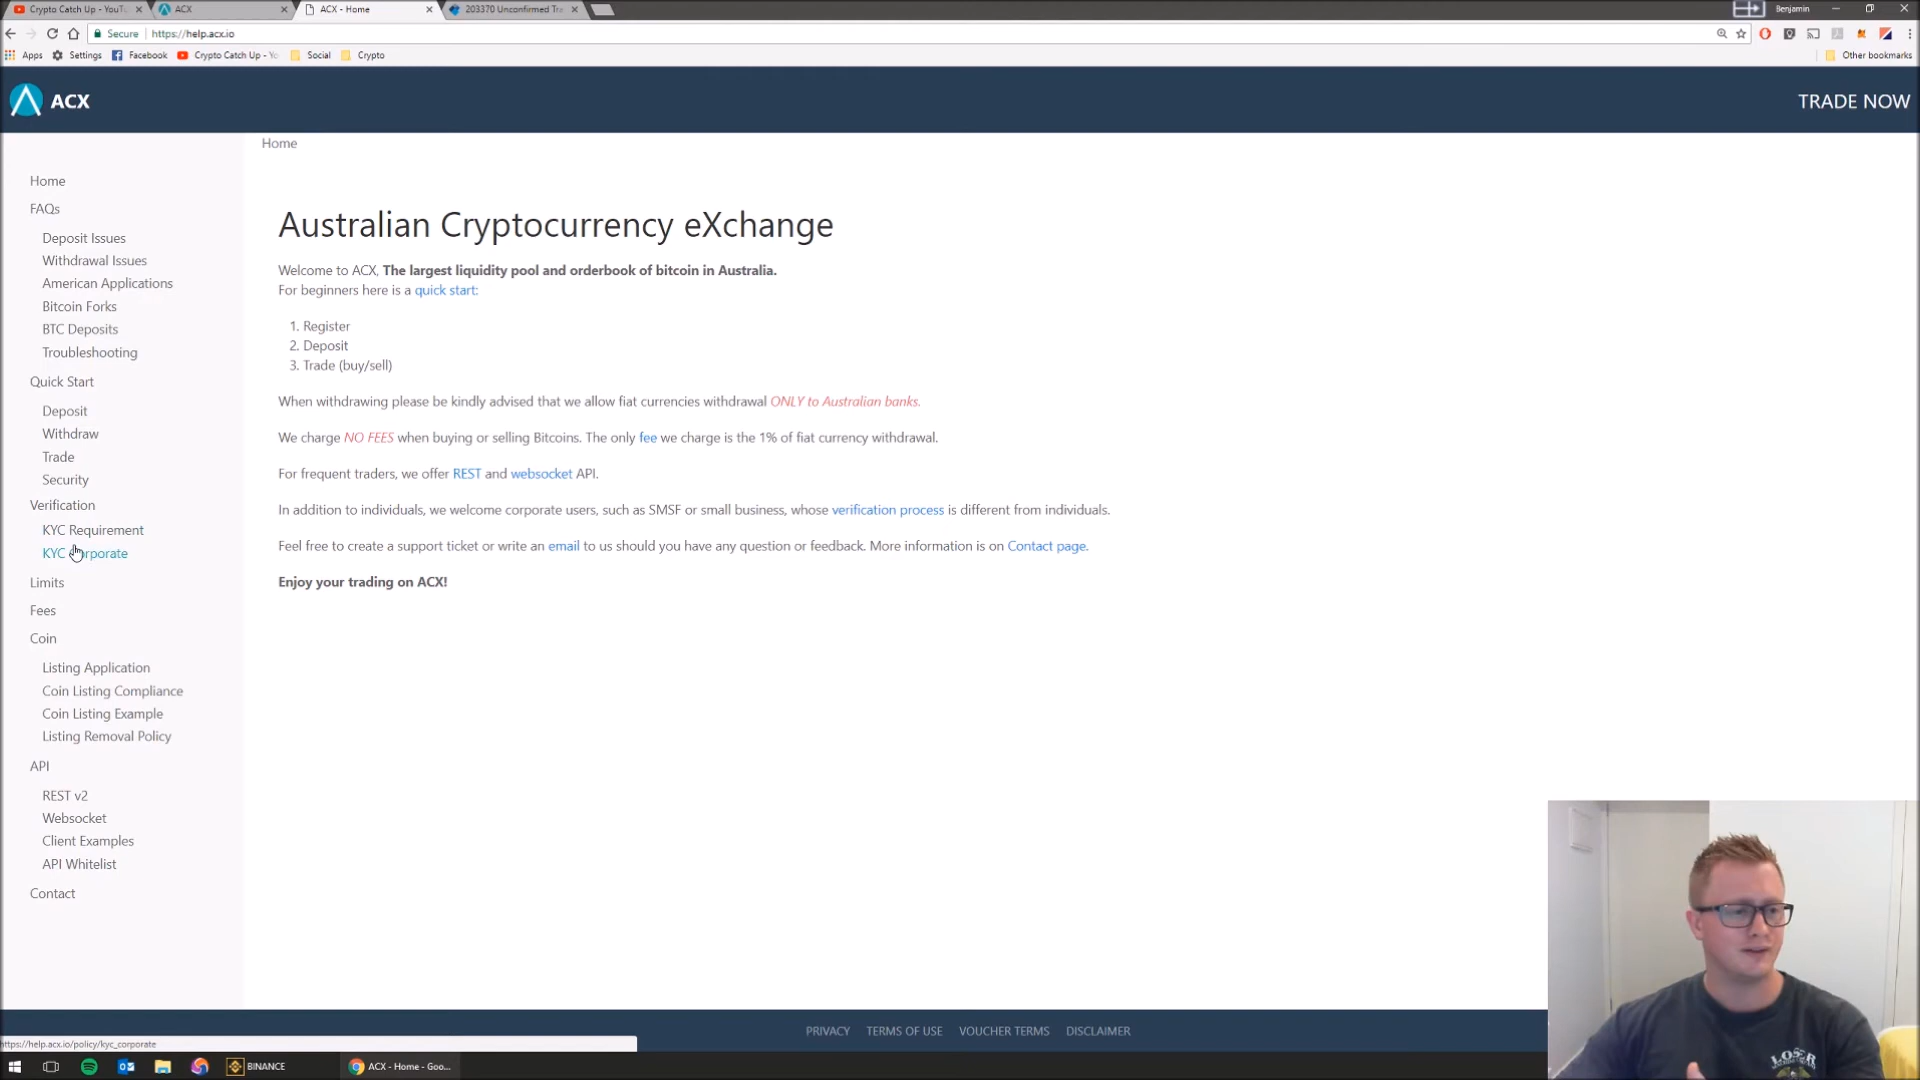 Crypto Catch Up - YouTu
ACX
ACX - Home
203370 Unconfirmed Tra
Benjamin
Secure
https://help.acx.io
Apps
Settings
Facebook
Crypto Catch Up - Yo
Social
Crypto
Other bookmarks
ACX
TRADE NOW
Home
Home
FAQs
Deposit Issues
Withdrawal Issues
American Applications
Bitcoin Forks
BTC Deposits
Troubleshooting
Quick Start
Deposit
Withdraw
Trade
Security
Verification
KYC Requirement
KYC Corporate
Limits
Fees
Coin
Listing Application
Coin Listing Compliance
Coin Listing Example
Listing Removal Policy
API
REST v2
Websocket
Client Examples
API Whitelist
Contact
Australian Cryptocurrency eXchange
Welcome to ACX, The largest liquidity pool and orderbook of bitcoin in Australia.
For beginners here is a quick start:
1. Register
2. Deposit
3. Trade (buy/sell)
When withdrawing please be kindly advised that we allow fiat currencies withdrawal ONLY to Australian banks.
We charge NO FEES when buying or selling Bitcoins. The only fee we charge is the 1% of fiat currency withdrawal.
For frequent traders, we offer REST and websocket API.
In addition to individuals, we welcome corporate users, such as SMSF or small business, whose verification process is different from individuals.
Feel free to create a support ticket or write an email to us should you have any question or feedback. More information is on Contact page.
Enjoy your trading on ACX!
PRIVACY
TERMS OF USE
VOUCHER TERMS
DISCLAIMER
https://help.acx.io/policy/kyc_corporate
BINANCE
ACX - Home - Goo...
LOSER